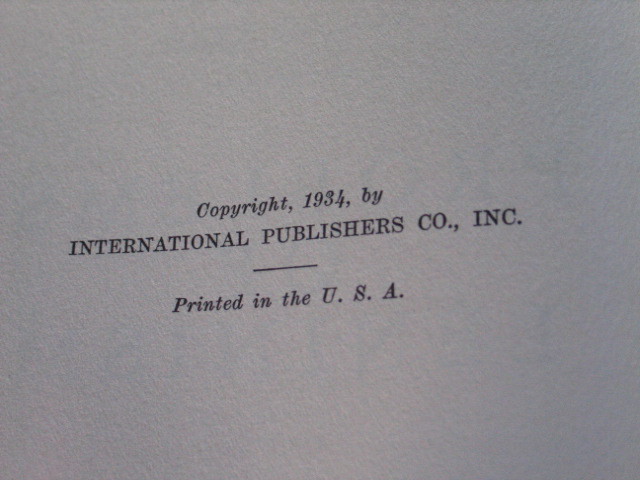 Copyright, 1934, by
INTERNATIONAL PUBLISHERS CO., INC.
Printed in the U. S. A.